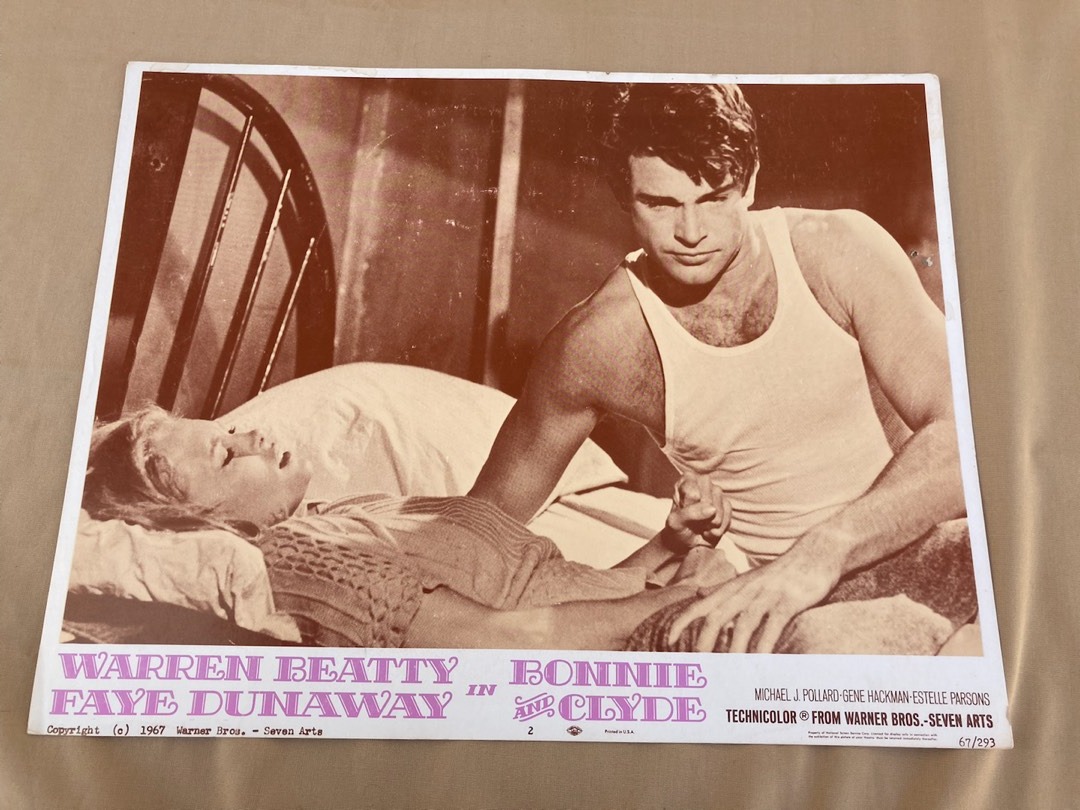 WARREN BEATTY
FAYE DUNAWAY
IN
BONNIE
AND CLYDE
MICHAEL J. POLLARD·GENE HACKMAN·ESTELLE PARSONS
TECHNICOLOR® FROM WARNER BROS.-SEVEN ARTS
Copyright (c) 1967 Warner Bros. - Seven Arts
2
Printed in U.S.A.
67/293